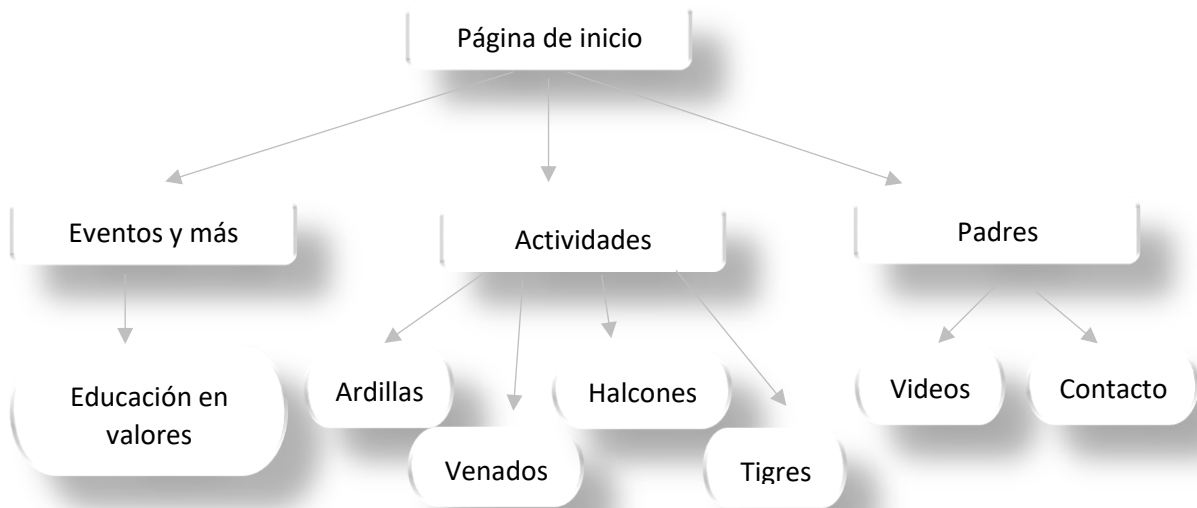 Página de inicio
Eventos y más
Actividades
Padres
Educación en
valores
Ardillas
Venados
Halcones
Tigres
Videos
Contacto